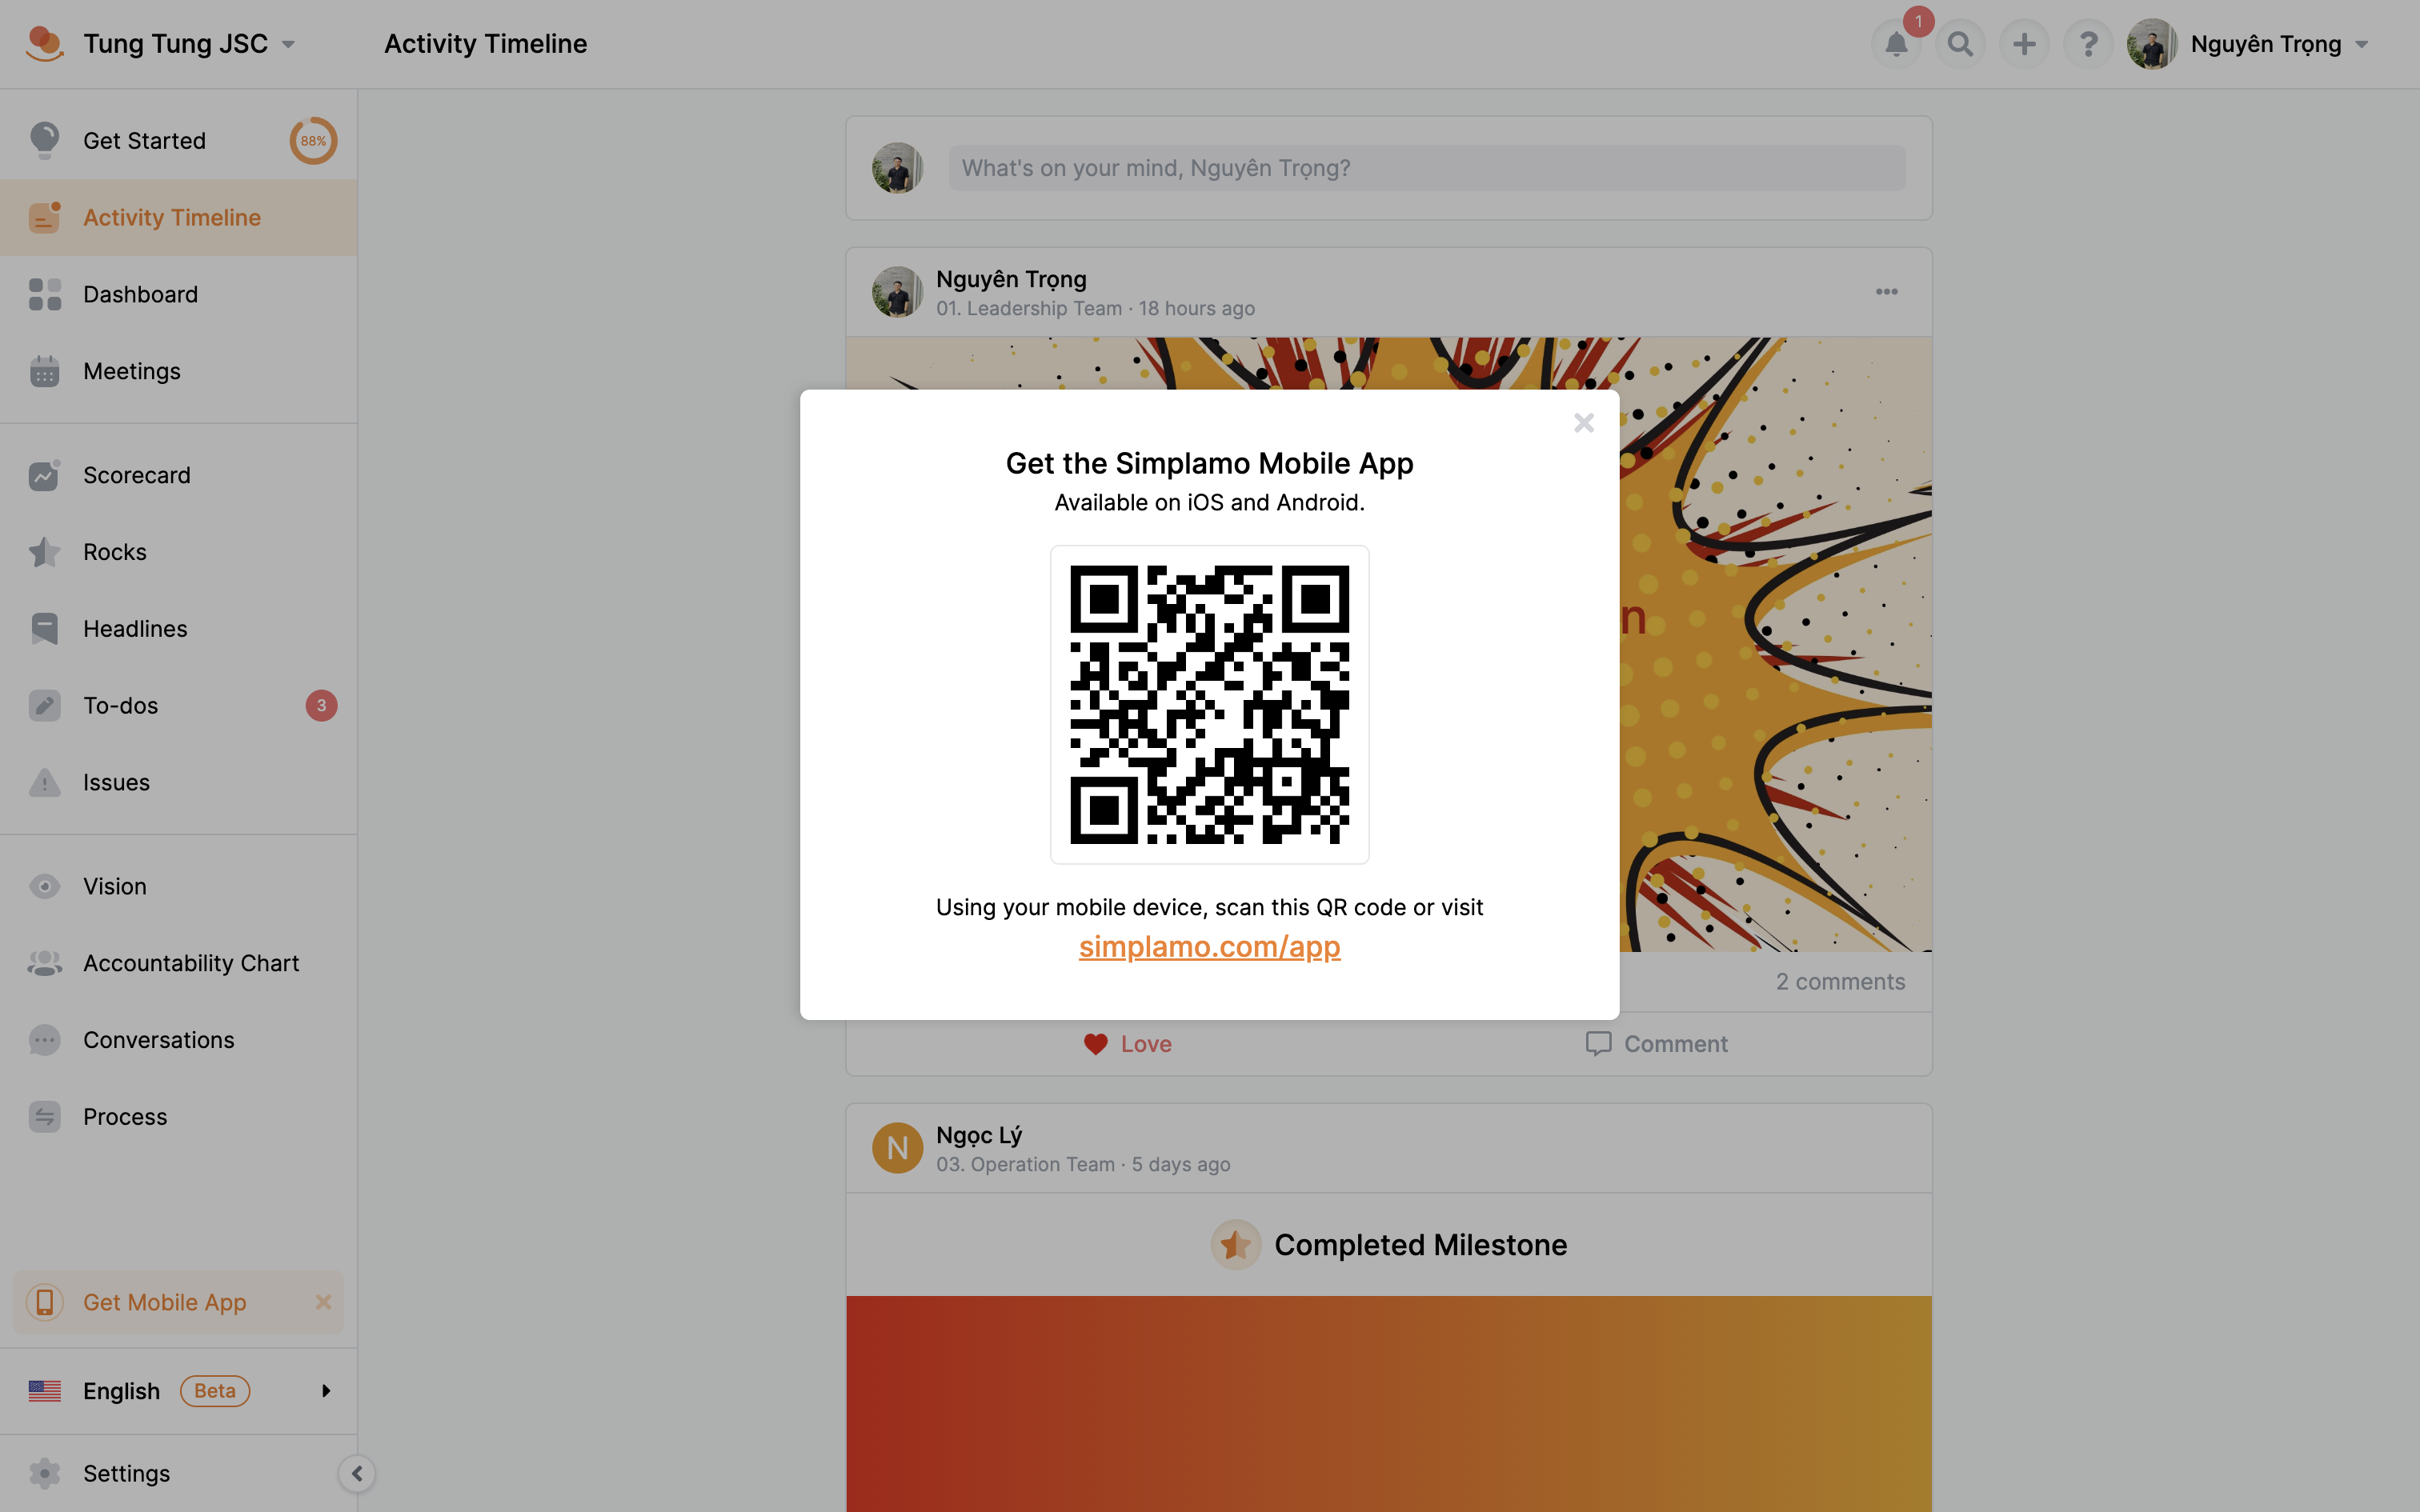 Tung Tung JSC
Activity Timeline
1
Nguyên Trọng
Get Started
88%
Activity Timeline
Dashboard
Meetings
Scorecard
Rocks
Headlines
To-dos
3
Issues
Vision
Accountability Chart
Conversations
Process
Get Mobile App
English
Beta
Settings
What's on your mind, Nguyên Trọng?
Nguyên Trọng
01. Leadership Team · 18 hours ago
n
Get the Simplamo Mobile App
Available on iOS and Android.
Using your mobile device, scan this QR code or visit
simplamo.com/app
2 comments
Love
Comment
N
Ngọc Lý
03. Operation Team · 5 days ago
Completed Milestone